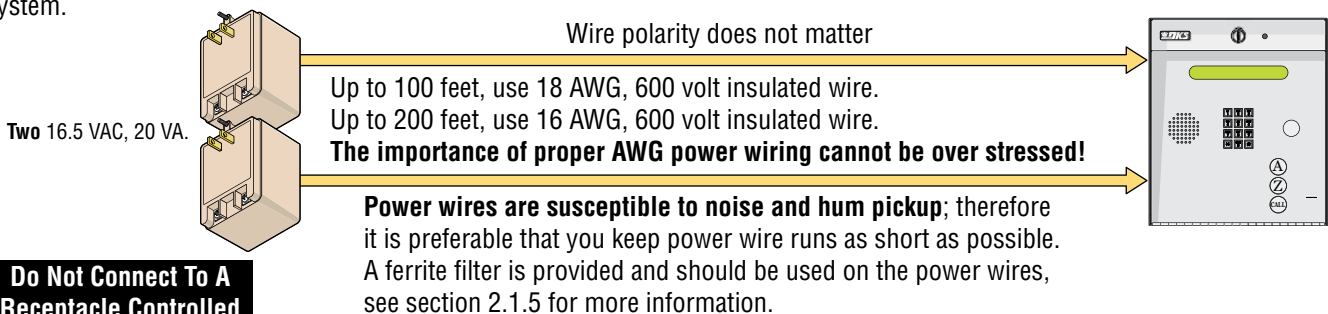 ystem.
Wire polarity does not matter
Up to 100 feet, use 18 AWG, 600 volt insulated wire.
Up to 200 feet, use 16 AWG, 600 volt insulated wire.
Two 16.5 VAC, 20 VA.
The importance of proper AWG power wiring cannot be over stressed!
Power wires are susceptible to noise and hum pickup; therefore
it is preferable that you keep power wire runs as short as possible.
A ferrite filter is provided and should be used on the power wires,
see section 2.1.5 for more information.
Do Not Connect To A
Receptacle Controlled
DKS
A
Z
CALL